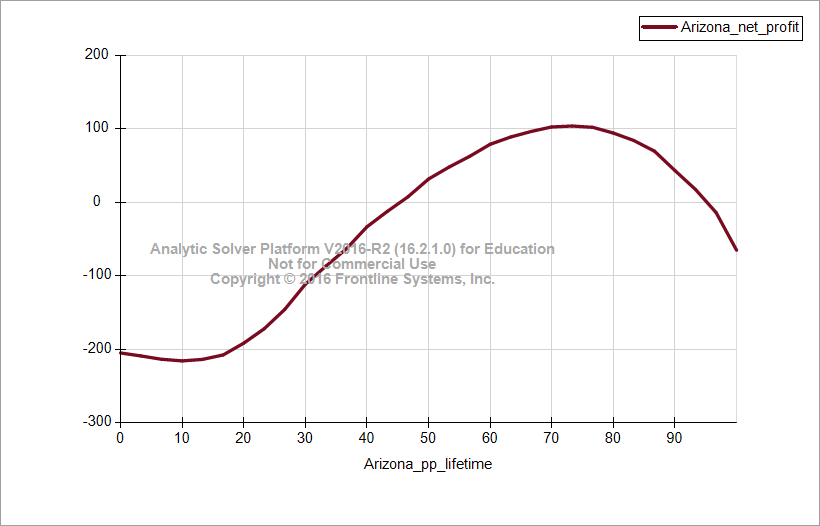 Arizona_net_profit
200
100
0
-100
-200
-300
Analytic Solver Platform V2016-R2 (16.2.1.0) for Education
Not for Commercial Use
Copyright © 2016 Frontline Systems, Inc.
0 10 20 30 40 50 60 70 80 90
Arizona_pp_lifetime